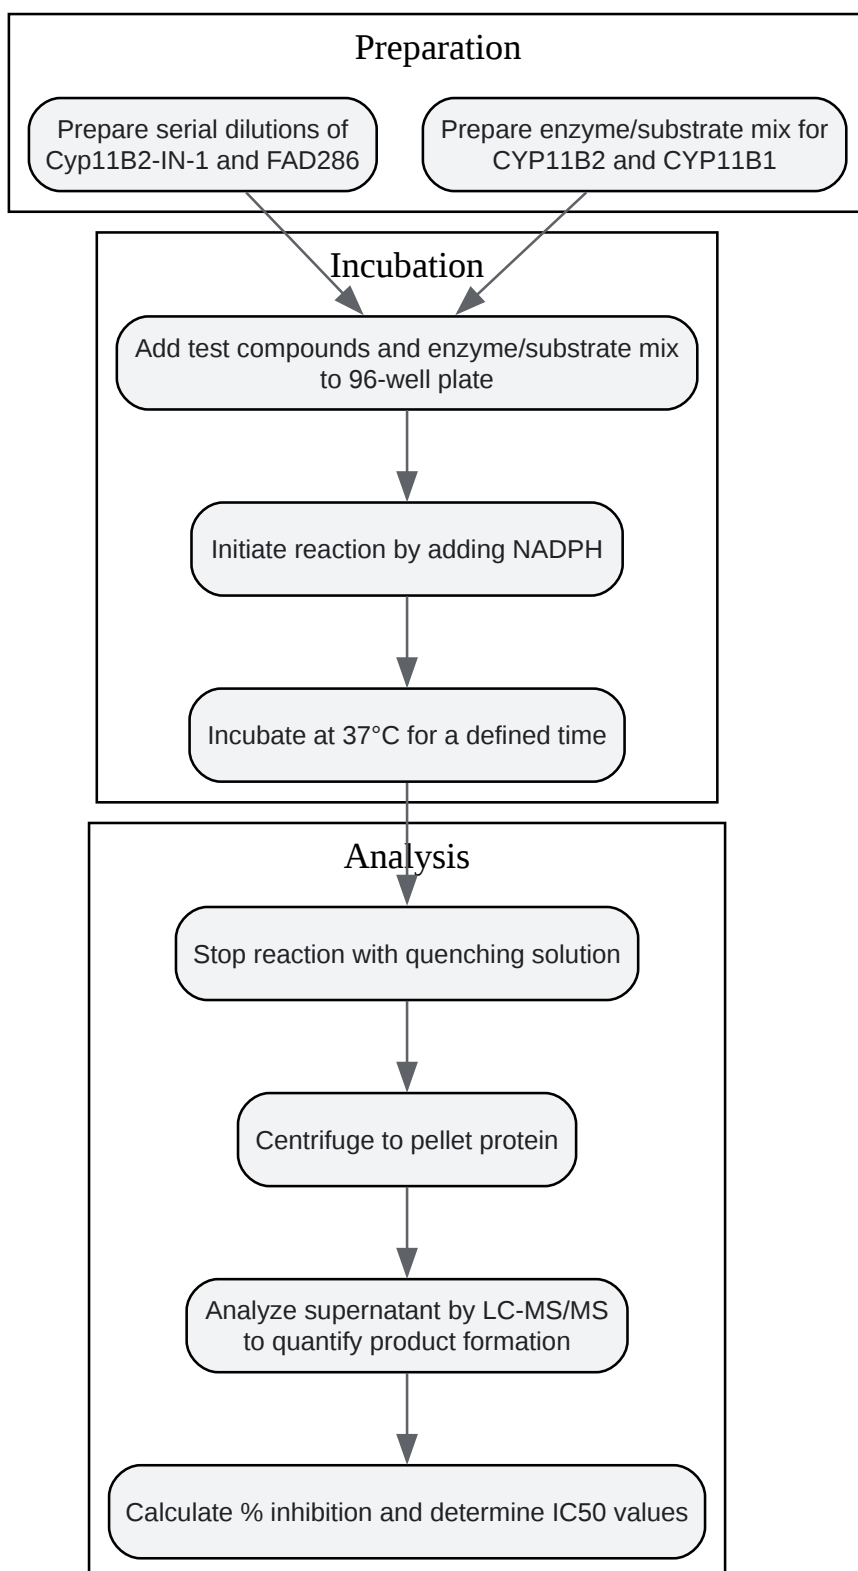 Preparation
Prepare serial dilutions of
Cyp11B2-IN-1 and FAD286
Prepare enzyme/substrate mix for
CYP11B2 and CYP11B1
Incubation
Add test compounds and enzyme/substrate mix
to 96-well plate
Initiate reaction by adding NADPH
Incubate at 37°C for a defined time
Analysis
Stop reaction with quenching solution
Centrifuge to pellet protein
Analyze supernatant by LC-MS/MS
to quantify product formation
Calculate % inhibition and determine IC50 values